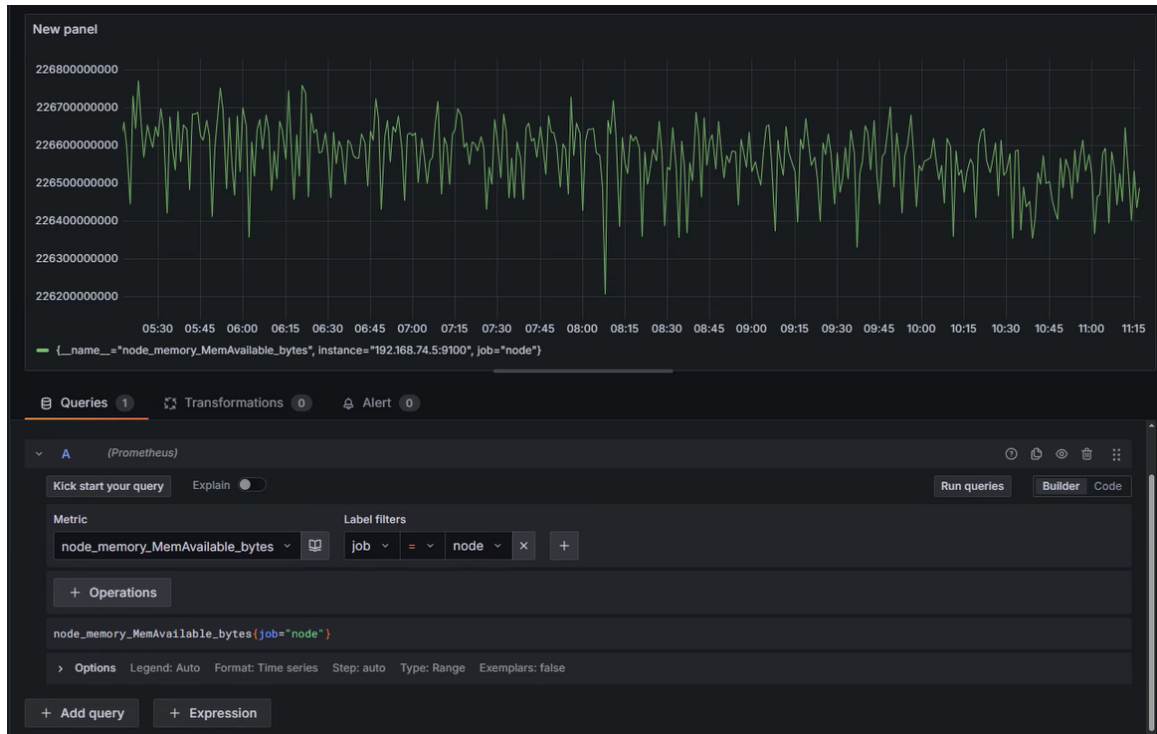 New panel
226800000000
226700000000
226600000000
226500000000
226400000000
226300000000
226200000000
05:30 05:45 06:00 06:15 06:30 06:45 07:00 07:15 07:30 07:45 08:00 08:15 08:30 08:45 09:00 09:15 09:30 09:45 10:00 10:15 10:30 10:45 11:00 11:15
{__name__="node_memory_MemAvailable_bytes", instance="192.168.74.5:9100", job="node"}
Queries 1 Transformations 0 Alert 0
A (Prometheus)
Kick start your query Explain Run queries Builder Code
Metric Label filters
node_memory_MemAvailable_bytes job = node
+ Operations
node_memory_MemAvailable_bytes{job="node"}
Options Legend: Auto Format: Time series Step: auto Type: Range Exemplars: false
+ Add query + Expression